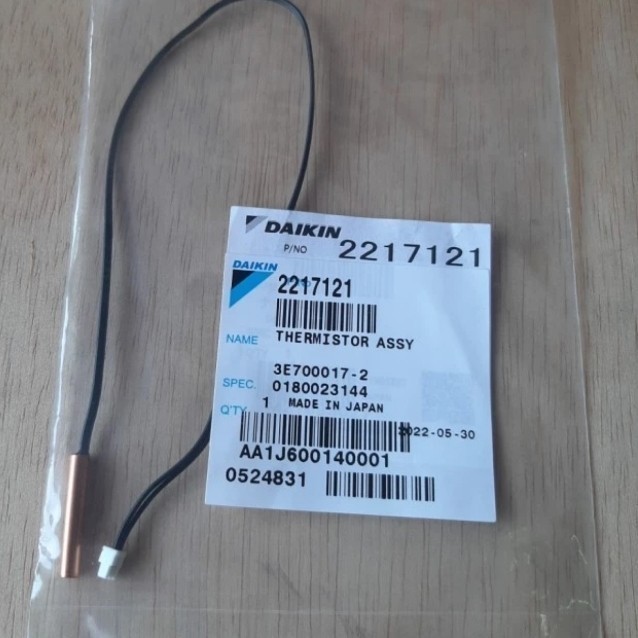 DAIKIN
P/NO 2217121
DAIKIN
2217121
NAME THERMISTOR ASSY
3E700017-2
SPEC. 0180023144
Q'TY 1 MADE IN JAPAN
2022-05-30
AA1J600140001
0524831